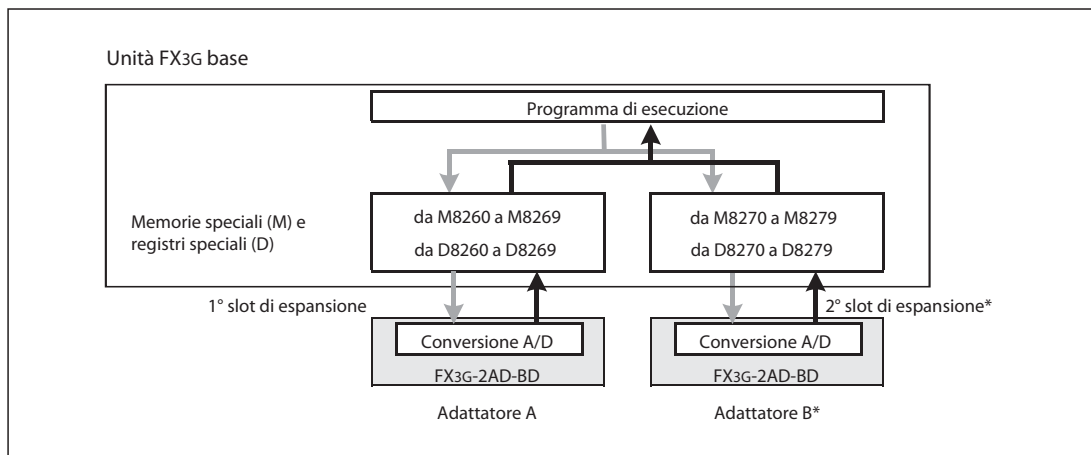 Unità FX3G base
Programma di esecuzione
Memorie speciali (M) e
registri speciali (D)
da M8260 a M8269
da D8260 a D8269
da M8270 a M8279
da D8270 a D8279
1° slot di espansione
2° slot di espansione*
Conversione A/D
FX3G-2AD-BD
Adattatore A
Conversione A/D
FX3G-2AD-BD
Adattatore B*